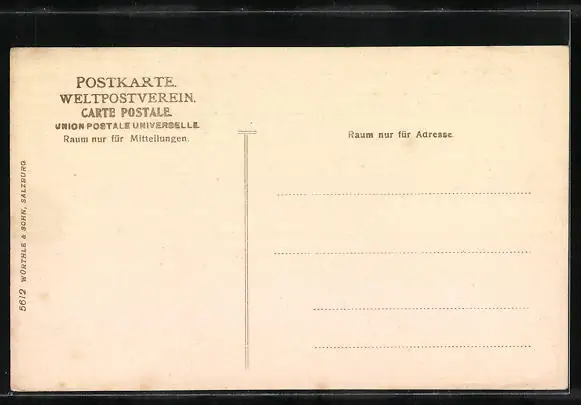 POSTKARTE.
WELTPOSTVEREIN.
CARTE POSTALE.
UNION POSTALE UNIVERSELLE.
Raum nur für Mitteilungen.
Raum nur für Adresse
5612 WÜRTHLE & SOHN, SALZBURG